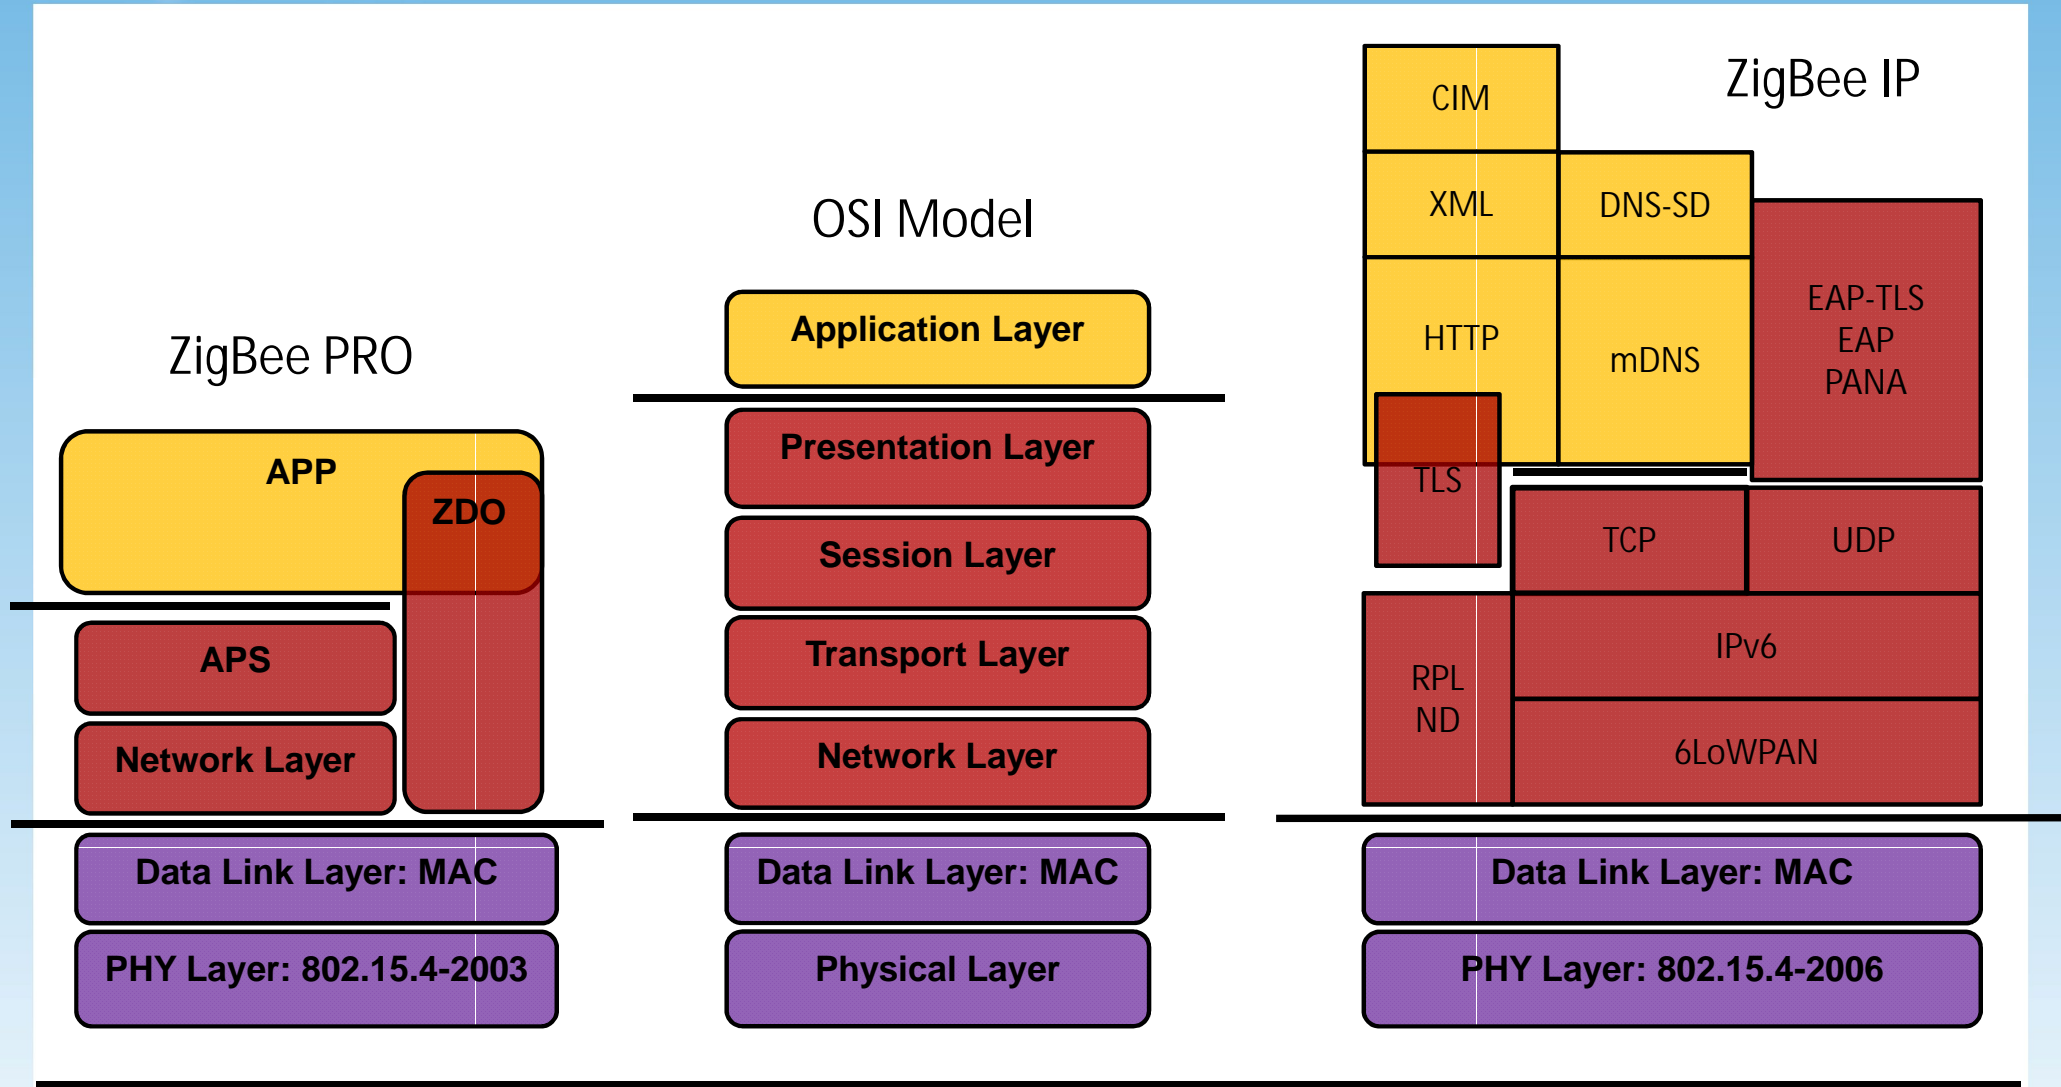 ZigBee PRO
APP
ZDO
APS
Network Layer
Data Link Layer: MAC
PHY Layer: 802.15.4-2003
OSI Model
Application Layer
Presentation Layer
Session Layer
Transport Layer
Network Layer
Data Link Layer: MAC
Physical Layer
ZigBee IP
CIM
XML
DNS-SD
HTTP
mDNS
EAP-TLS
EAP
PANA
TLS
TCP
UDP
RPL
ND
IPv6
6LoWPAN
Data Link Layer: MAC
PHY Layer: 802.15.4-2006